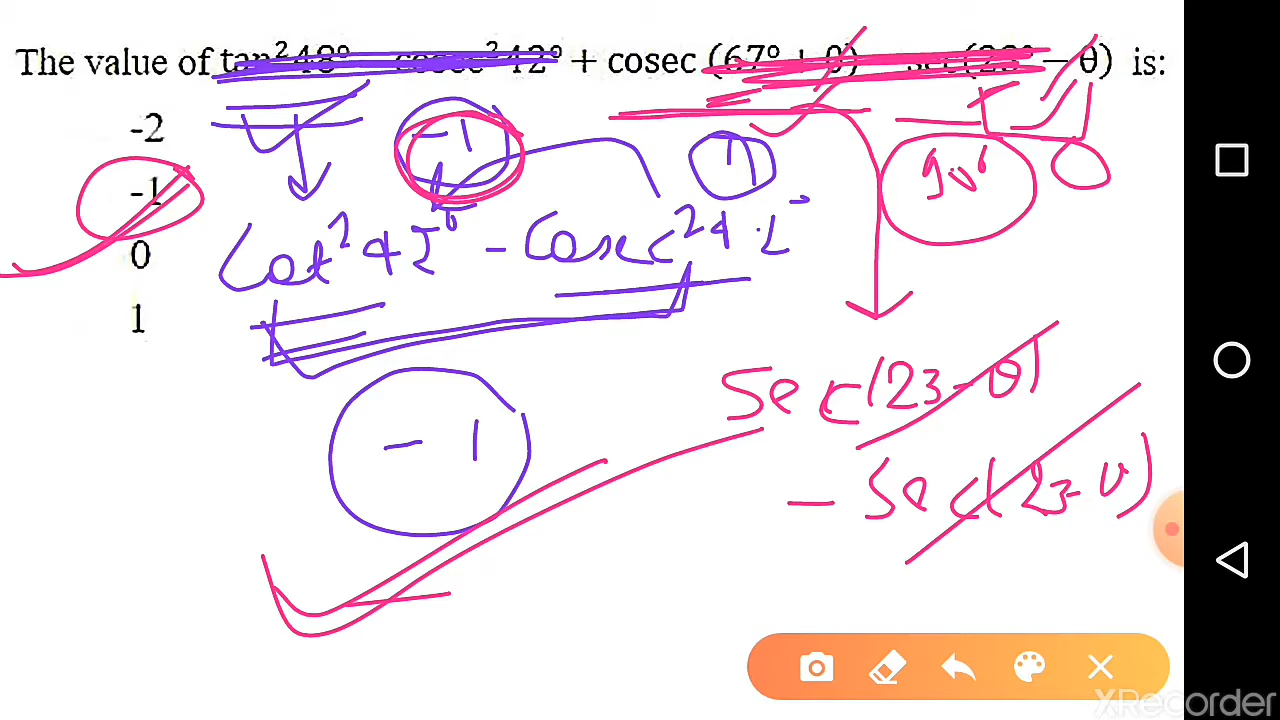 The value of tan²48° − cosec²42° + cosec (67° + θ) − sec(23° − θ) is:
-2
-1
0
1
-1
1
90°
Cot²42° - Cosec²42°
Sec(23-θ)
- Sec(23-θ)
- 1
XRecorder